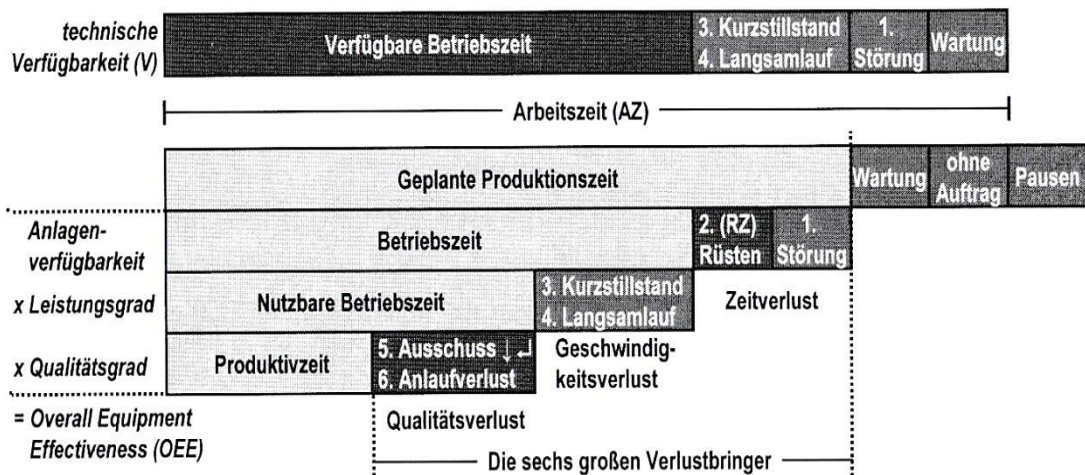 technische
Verfügbarkeit (V)
Verfügbare Betriebszeit
3. Kurzstillstand
4. Langsamlauf
1.
Störung
Wartung
Arbeitszeit (AZ)
Geplante Produktionszeit
Wartung
ohne
Auftrag
Pausen
Anlagen-
verfügbarkeit
Betriebszeit
2. (RZ)
Rüsten
1.
Störung
x Leistungsgrad
Nutzbare Betriebszeit
3. Kurzstillstand
4. Langsamlauf
Zeitverlust
x Qualitätsgrad
Produktivzeit
5. Ausschuss ↓ ↵
6. Anlaufverlust
Geschwindig-
keitsverlust
= Overall Equipment
Effectiveness (OEE)
Qualitätsverlust
Die sechs großen Verlustbringer